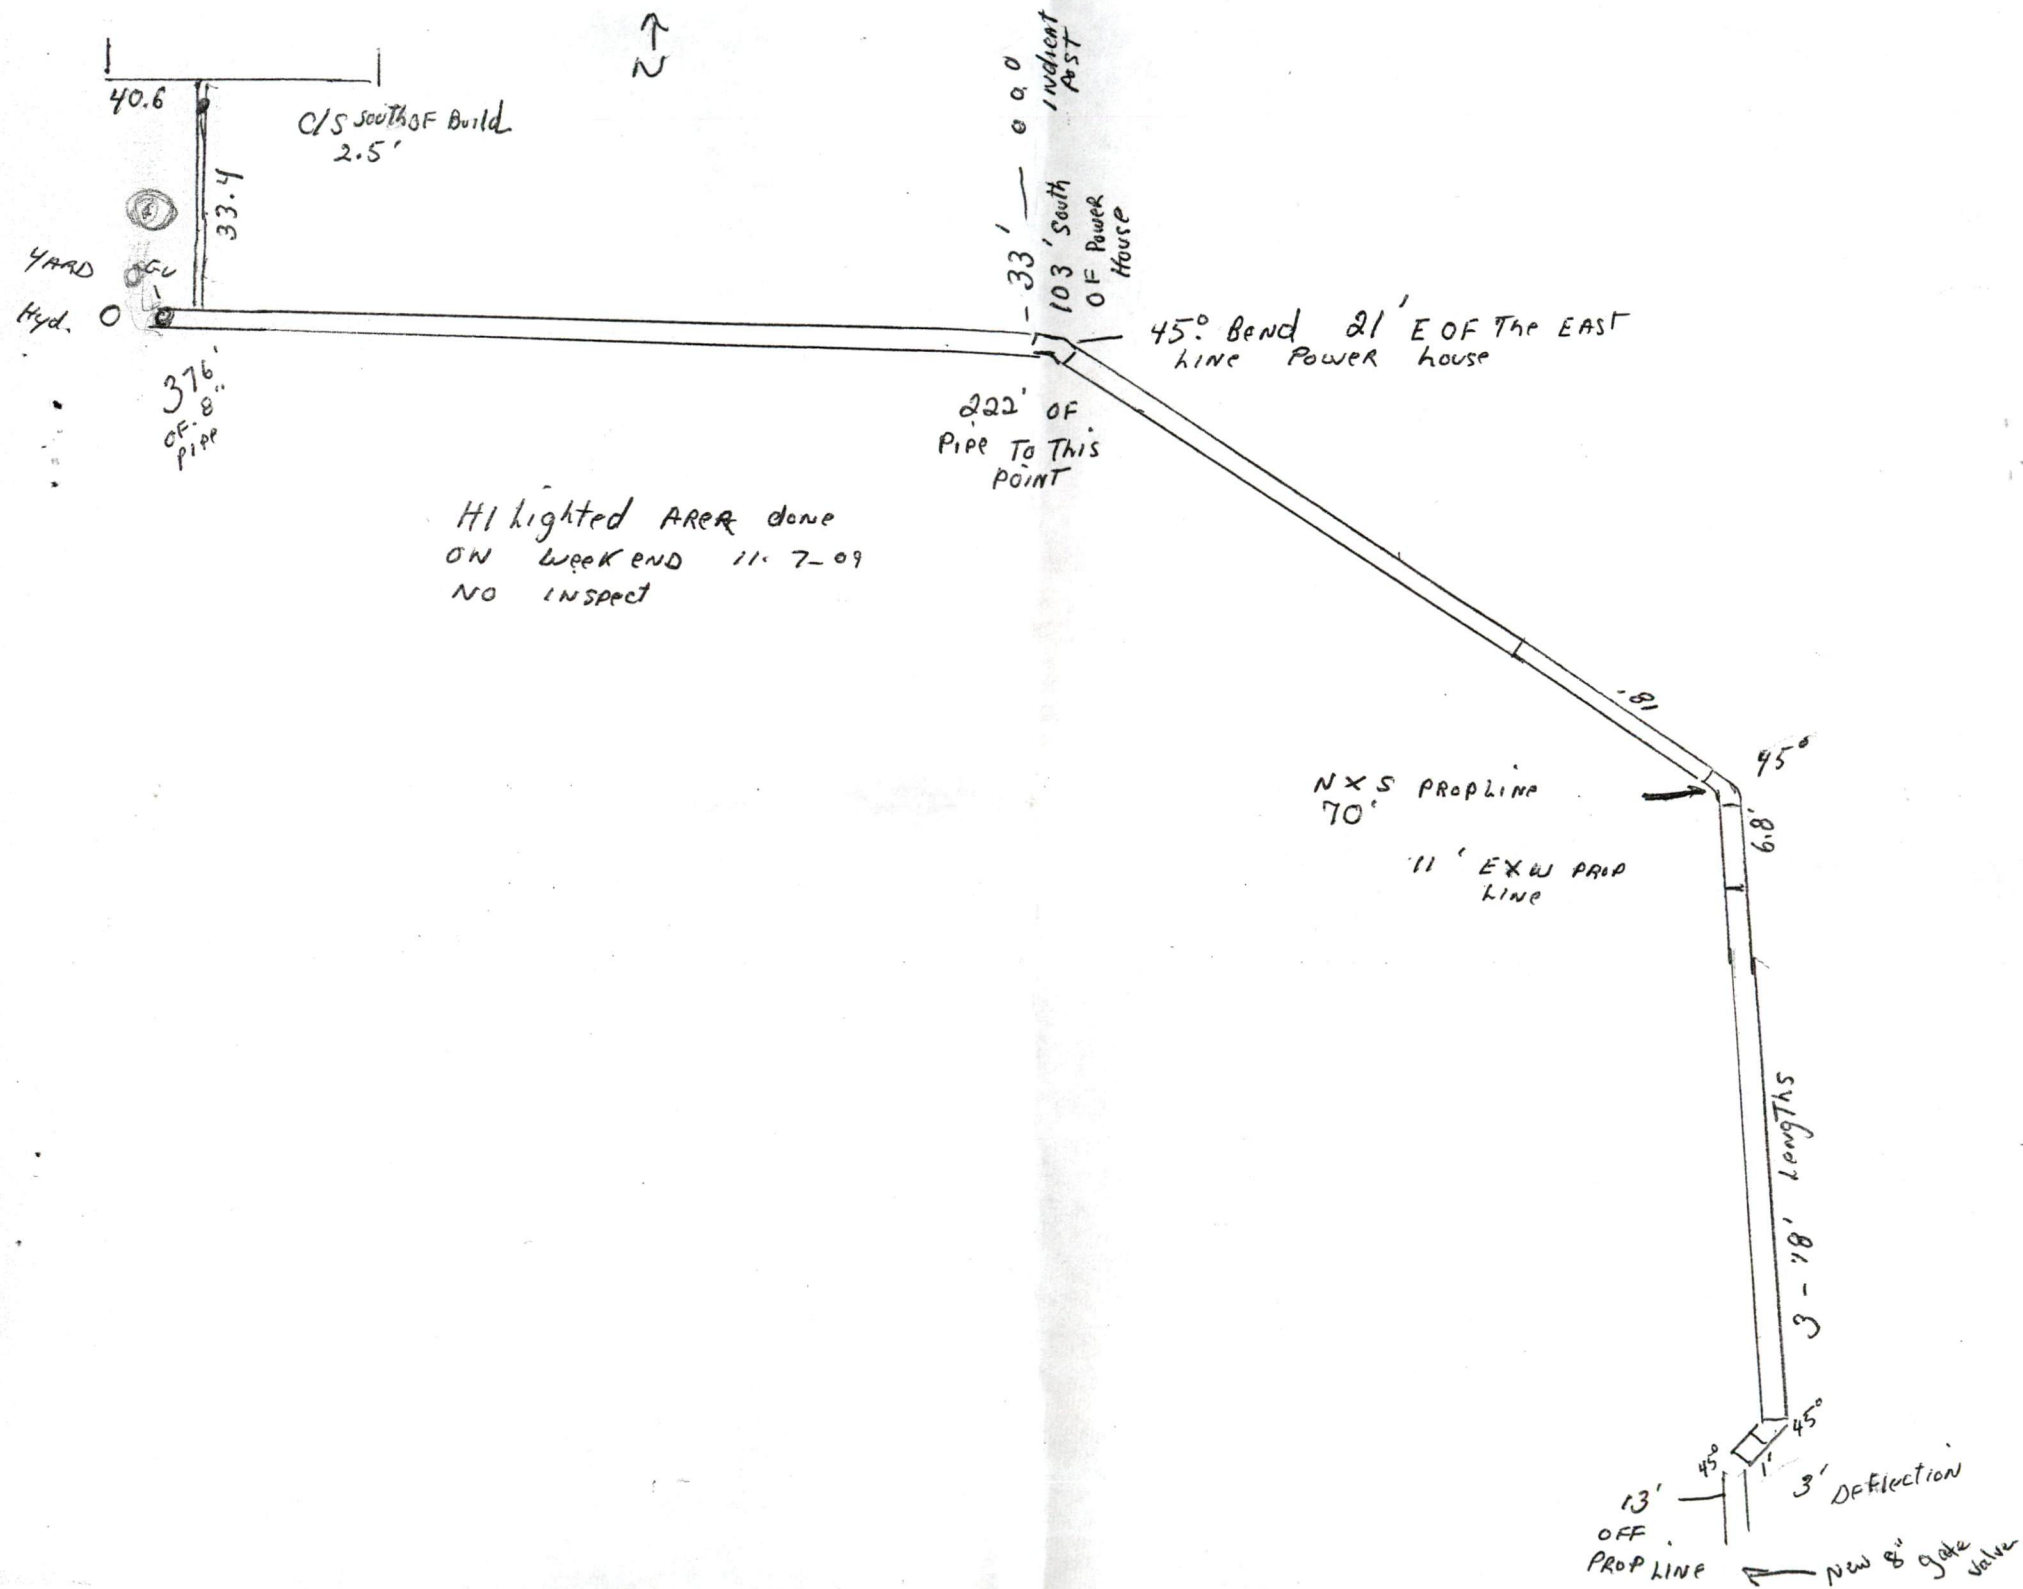 N
40.6
C/S South OF Build.
2.5'
33.4
YARD
GV
Hyd.
376'
OF 8"
PIPE
- 33' —
INDICAT
POST
103' South
OF POWER
HOUSE
45° Bend 21' E OF The EAST
LINE POWER house
222' OF
PIPE To This
POINT
HI Lighted AREA done
ON WEEKEND 11-7-09
NO INSPECT
18'
45°
N X S PROP LINE
70'
6.8'
11' E X W PROP
LINE
3 - 18' LengThs
45°
45°
1'
3' DEFLECTION
13'
OFF
PROP LINE
New 8" gate
valve